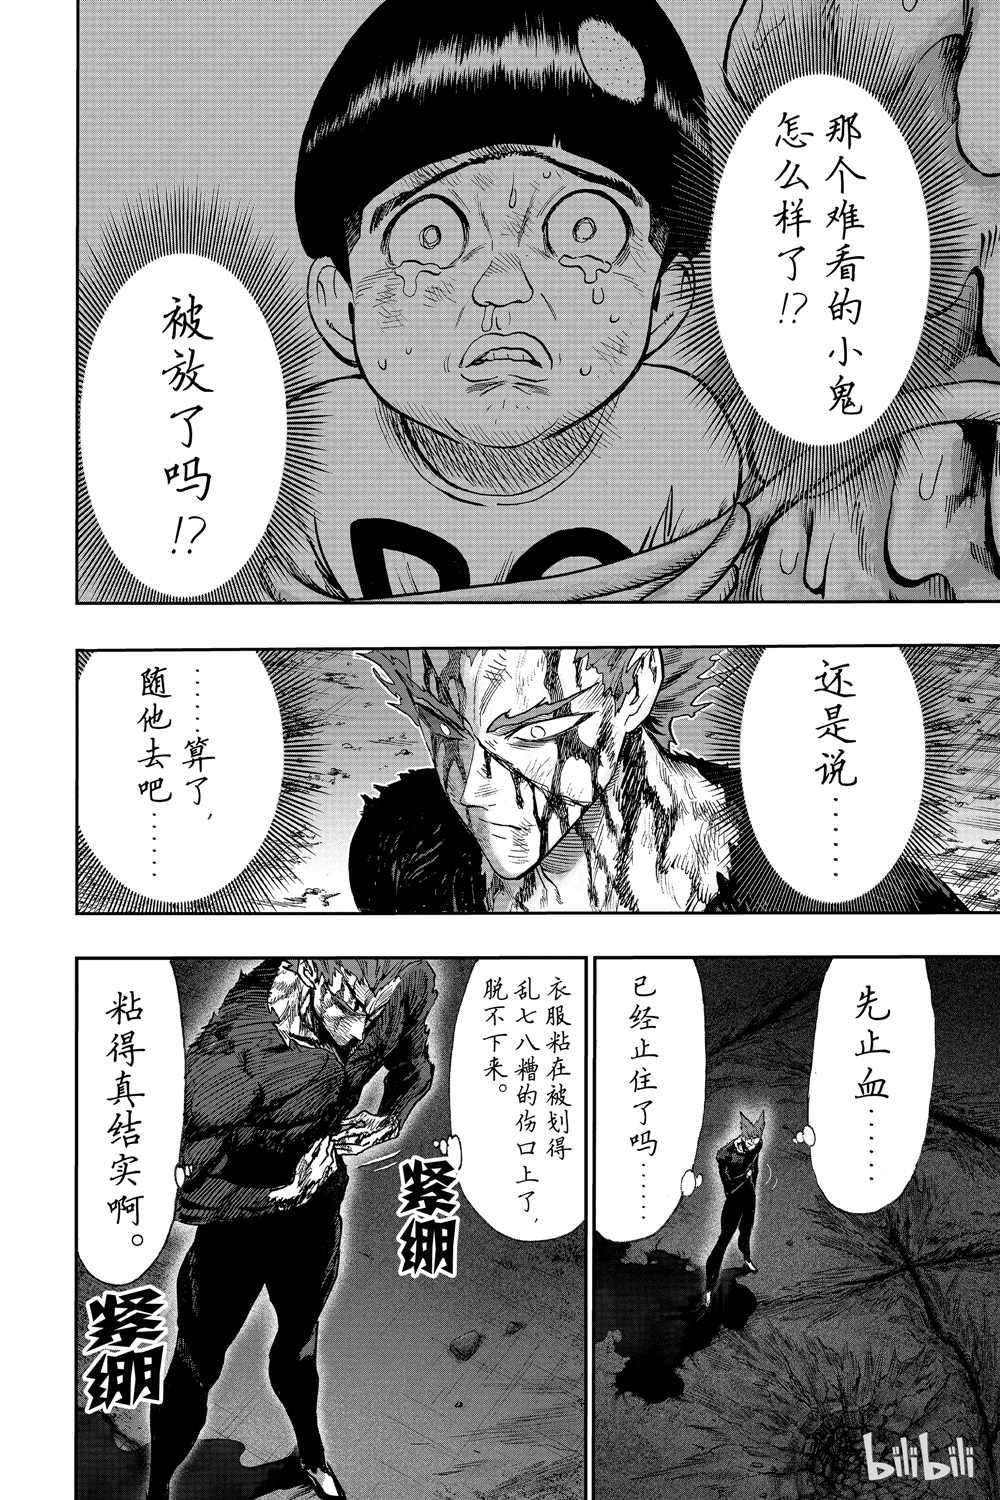 那个难看的小鬼
怎么样了!?
被放了吗!?
还是说……
……算了，
随他去吧……
先止血……
已经止住了吗……
衣服粘在被划得
乱七八糟的伤口上了，
脱不下来。
紧绷
粘得真结实啊。
紧绷
PO
bilibili